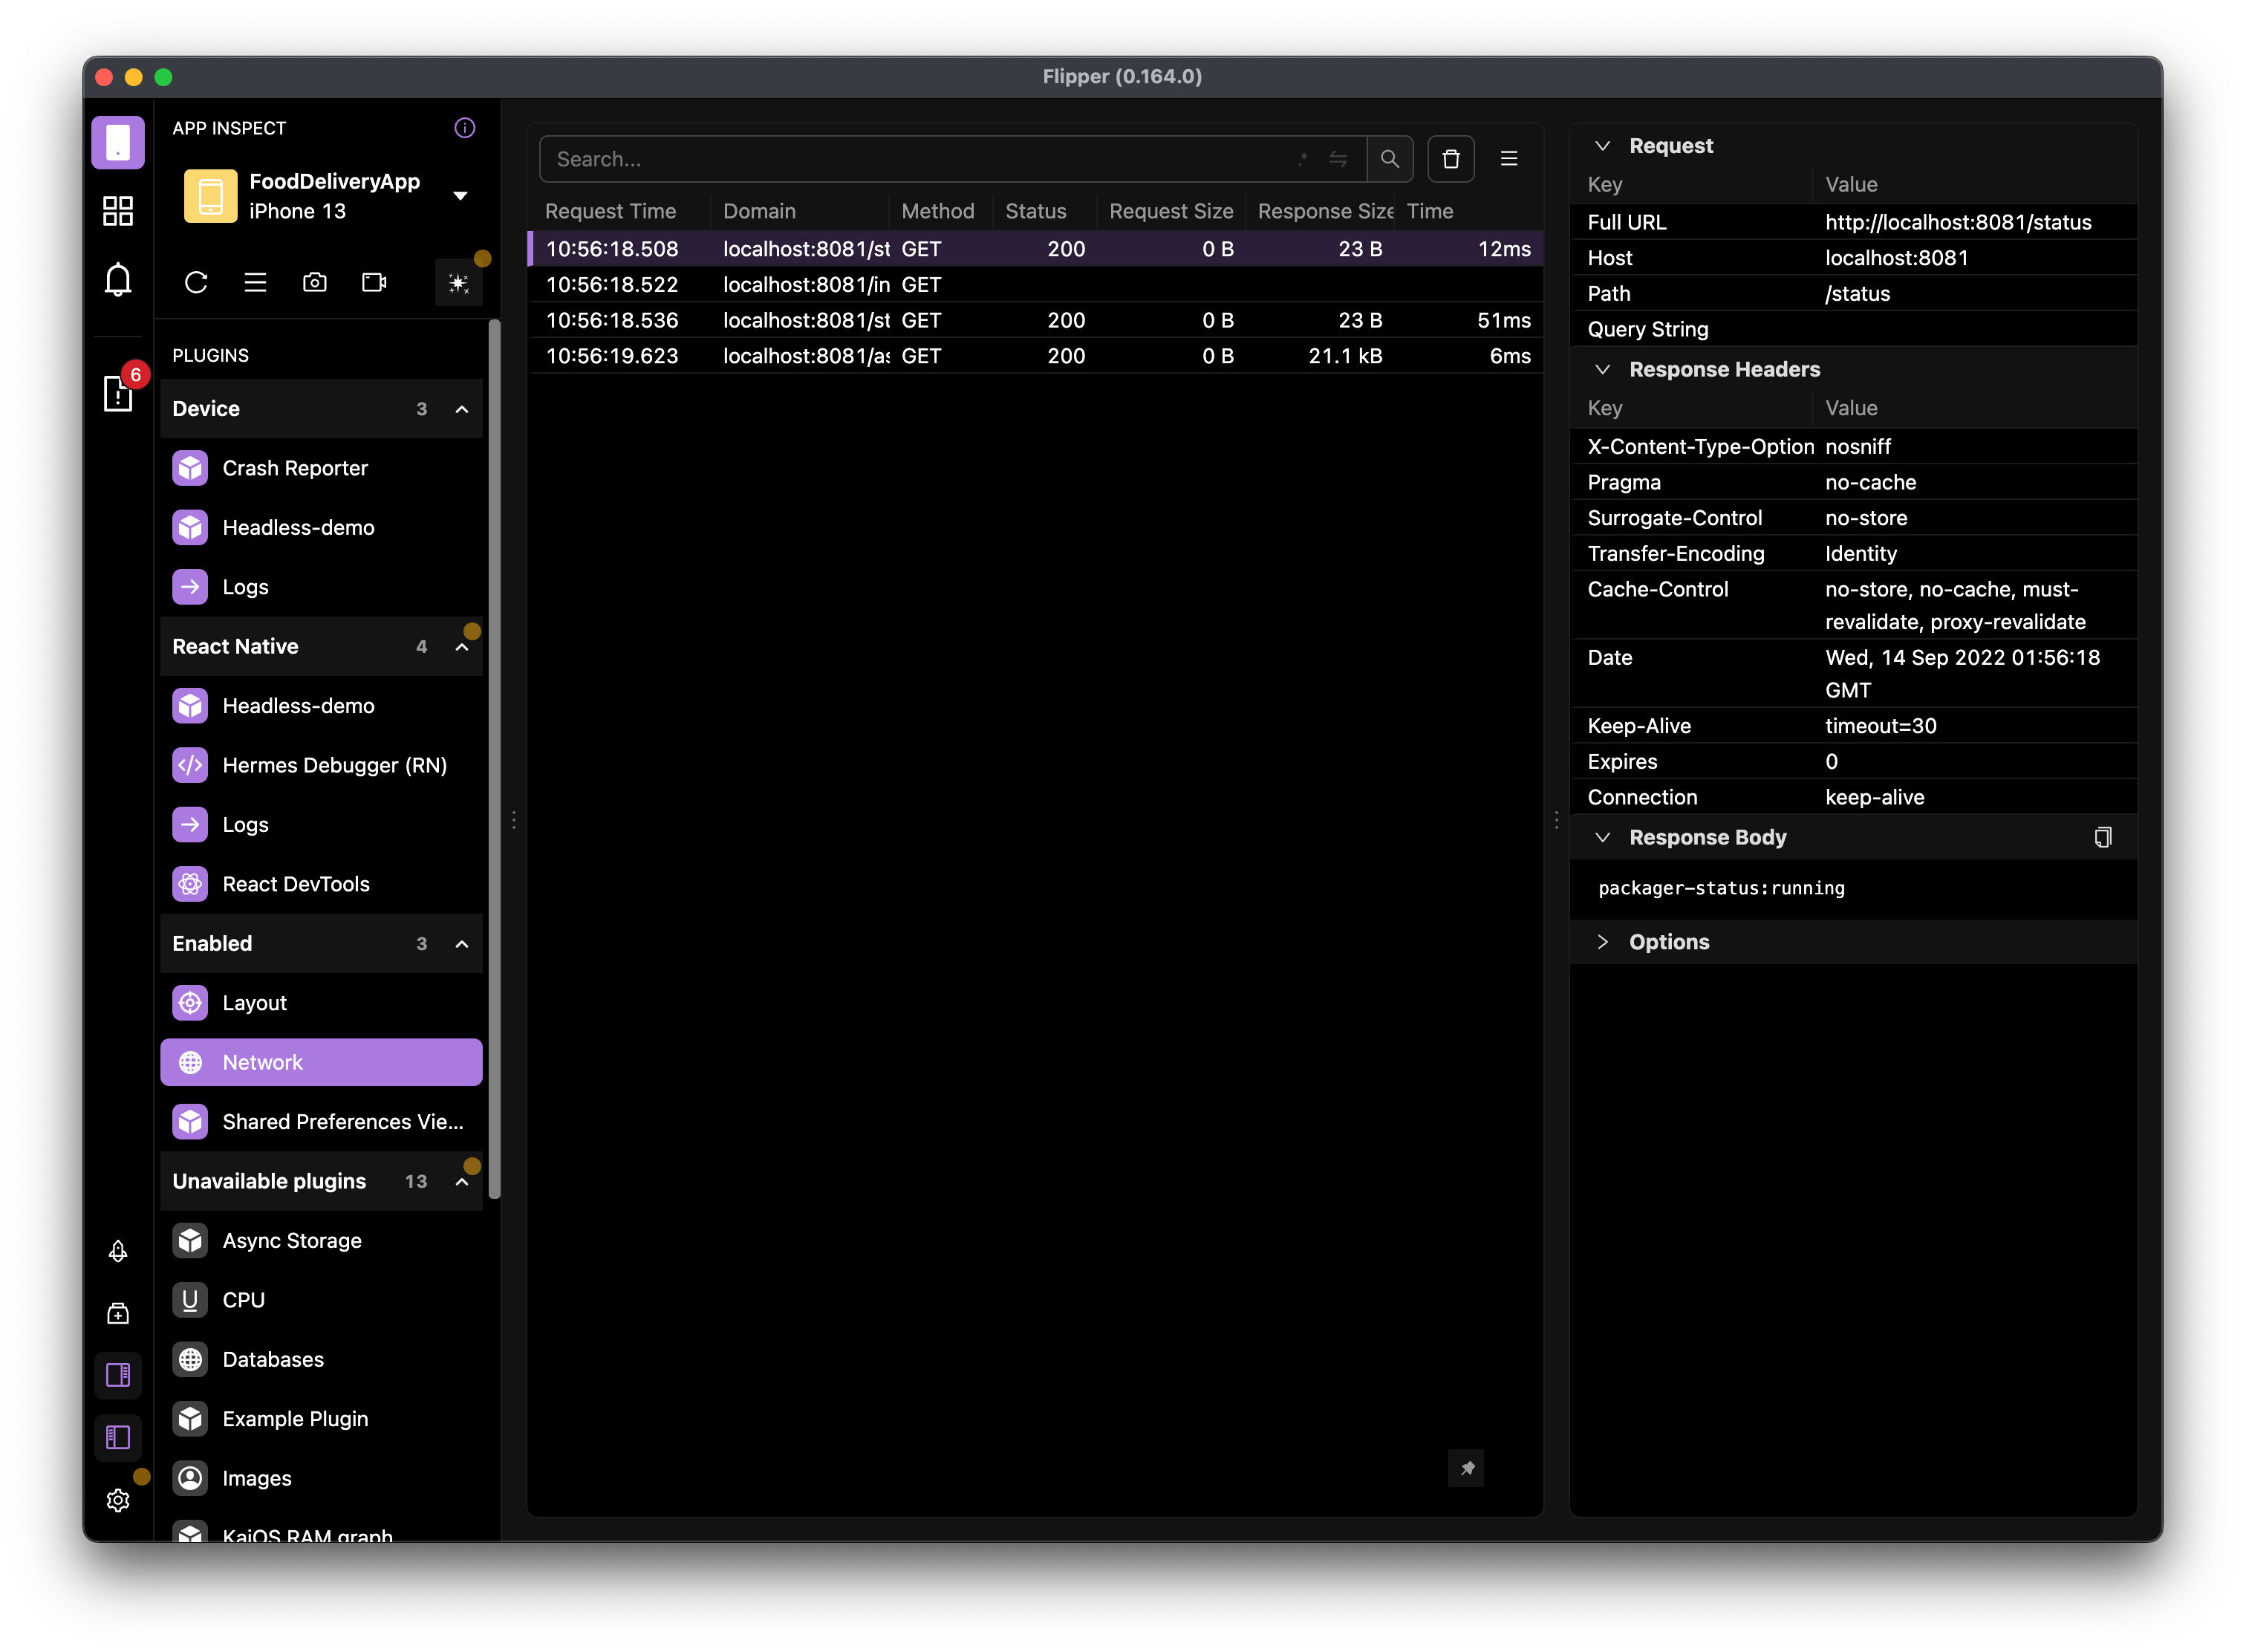 Flipper (0.164.0)
APP INSPECT
FoodDeliveryApp
iPhone 13
6
PLUGINS
Device 3
Crash Reporter
Headless-demo
Logs
React Native 4
Headless-demo
Hermes Debugger (RN)
Logs
React DevTools
Enabled 3
Layout
Network
Shared Preferences Vie...
Unavailable plugins 13
Async Storage
CPU
Databases
Example Plugin
Images
KaiOS RAM graph
Search...
.*
Request Time Domain Method Status Request Size Response Size Time
10:56:18.508 localhost:8081/st GET 200 0 B 23 B 12ms
10:56:18.522 localhost:8081/in GET
10:56:18.536 localhost:8081/st GET 200 0 B 23 B 51ms
10:56:19.623 localhost:8081/as GET 200 0 B 21.1 kB 6ms
Request
Key Value
Full URL http://localhost:8081/status
Host localhost:8081
Path /status
Query String
Response Headers
Key Value
X-Content-Type-Option nosniff
Pragma no-cache
Surrogate-Control no-store
Transfer-Encoding Identity
Cache-Control no-store, no-cache, must-
revalidate, proxy-revalidate
Date Wed, 14 Sep 2022 01:56:18
GMT
Keep-Alive timeout=30
Expires 0
Connection keep-alive
Response Body
packager-status:running
Options